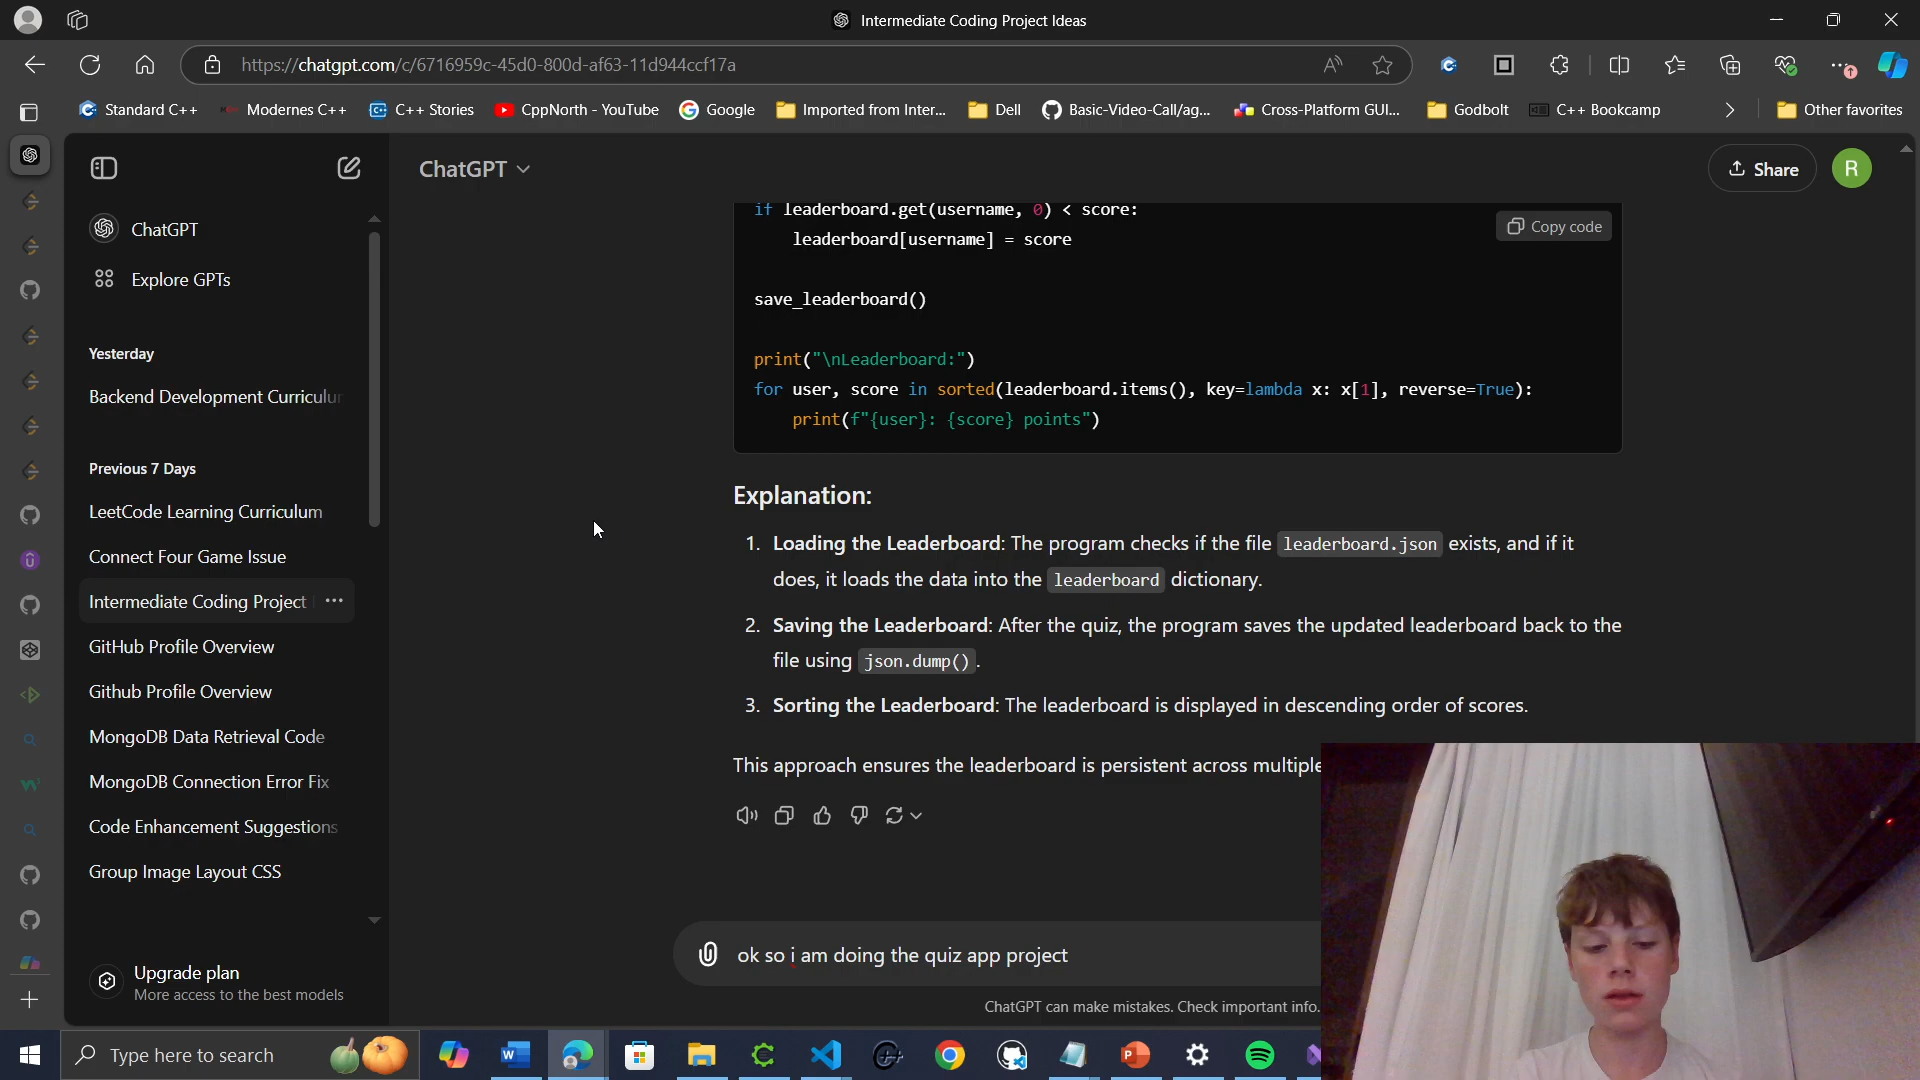 Intermediate Coding Project Ideas
https://chatgpt.com/c/6716959c-45d0-800d-af63-11d944ccf17a
Standard C++
Modernes C++
C++ Stories
CppNorth - YouTube
Google
Imported from Inter...
Dell
Basic-Video-Call/ag...
Cross-Platform GUI...
Godbolt
C++ Bookcamp
Other favorites
ChatGPT
Share
R
ChatGPT
Explore GPTs
Yesterday
Backend Development Curriculur
Previous 7 Days
LeetCode Learning Curriculum
Connect Four Game Issue
Intermediate Coding Project
GitHub Profile Overview
Github Profile Overview
MongoDB Data Retrieval Code
MongoDB Connection Error Fix
Code Enhancement Suggestions
Group Image Layout CSS
Upgrade plan
More access to the best models
if leaderboard.get(username, 0) < score:
Copy code
leaderboard[username] = score
save_leaderboard()
print("\nLeaderboard:")
for user, score in sorted(leaderboard.items(), key=lambda x: x[1], reverse=True):
print(f"{user}: {score} points")
Explanation:
1. Loading the Leaderboard: The program checks if the file leaderboard.json exists, and if it
does, it loads the data into the leaderboard dictionary.
2. Saving the Leaderboard: After the quiz, the program saves the updated leaderboard back to the
file using json.dump().
3. Sorting the Leaderboard: The leaderboard is displayed in descending order of scores.
This approach ensures the leaderboard is persistent across multiple
ok so i am doing the quiz app project
ChatGPT can make mistakes. Check important info.
Type here to search